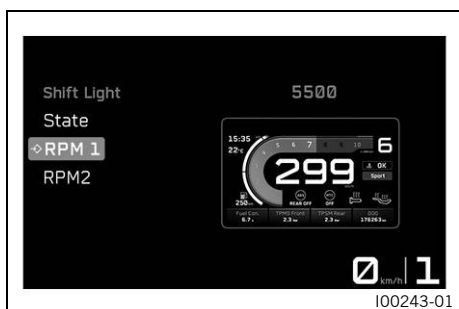 Shift Light
5500
State
RPM 1
RPM2
15:35
5 6 7 8 9 10
6
22°C
299
OK
Sport
250
REAR OFF
OFF
Fuel Con.
TPMS Front
TPSM Rear
ODO
6.7
2.3
2.3
178263
0 km/h 1
I00243-01